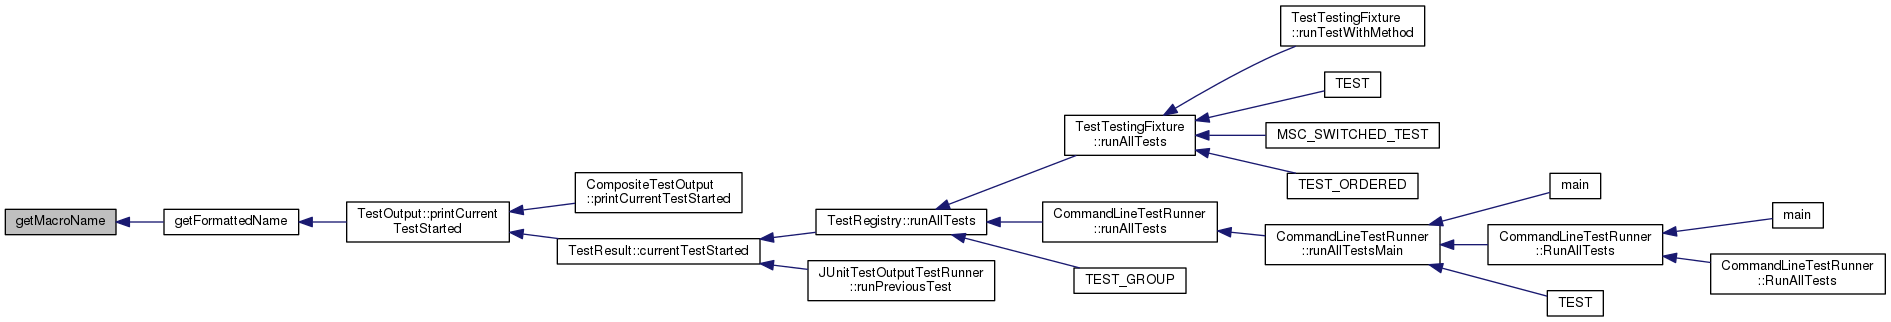 getMacroName
getFormattedName
TestOutput::printCurrent
TestStarted
CompositeTestOutput
::printCurrentTestStarted
TestResult::currentTestStarted
TestRegistry::runAllTests
JUnitTestOutputTestRunner
::runPreviousTest
TestTestingFixture
::runAllTests
CommandLineTestRunner
::runAllTests
TEST_GROUP
TestTestingFixture
::runTestWithMethod
TEST
MSC_SWITCHED_TEST
TEST_ORDERED
CommandLineTestRunner
::runAllTestsMain
main
CommandLineTestRunner
::RunAllTests
TEST
main
CommandLineTestRunner
::RunAllTests